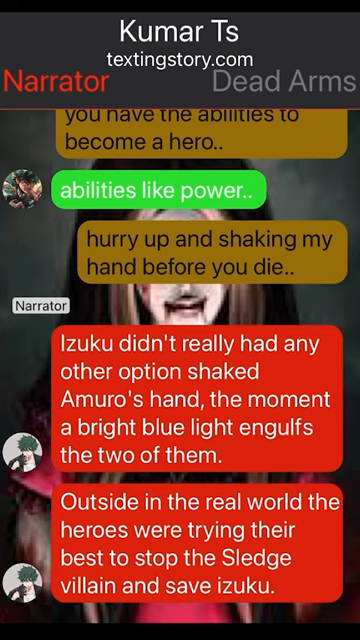 Kumar Ts
textingstory.com
Narrator Dead Arms
you have the abilities to
become a hero..
abilities like power..
hurry up and shaking my
hand before you die..
Narrator
Izuku didn't really had any
other option shaked
Amuro's hand, the moment
a bright blue light engulfs
the two of them.
Outside in the real world the
heroes were trying their
best to stop the Sledge
villain and save izuku.